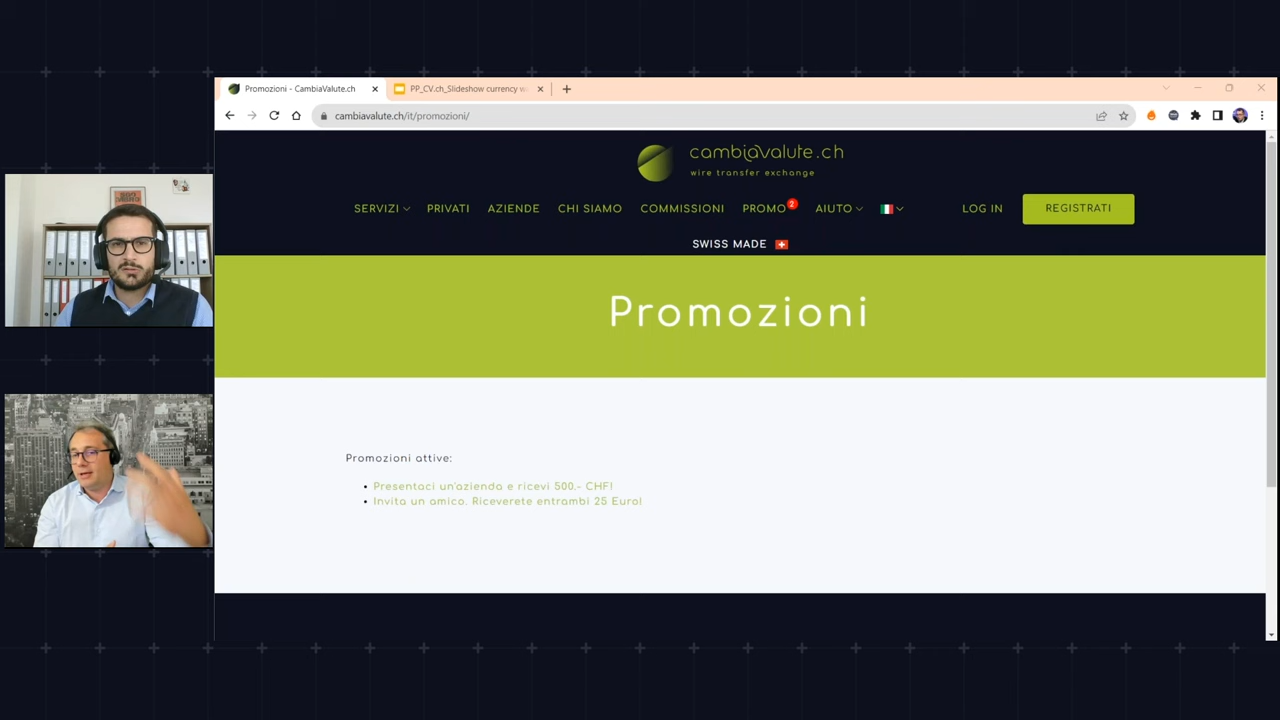 Promozioni - CambiaValute.ch
PP_CV.ch_Slideshow currency w
cambiavalute.ch/it/promozioni/
cambiavalute.ch
wire transfer exchange
SERVIZI PRIVATI AZIENDE CHI SIAMO COMMISSIONI PROMO 2 AIUTO LOG IN REGISTRATI
SWISS MADE
Promozioni
Promozioni attive:
• Presentaci un'azienda e ricevi 500.- CHF!
• Invita un amico. Riceverete entrambi 25 Euro!